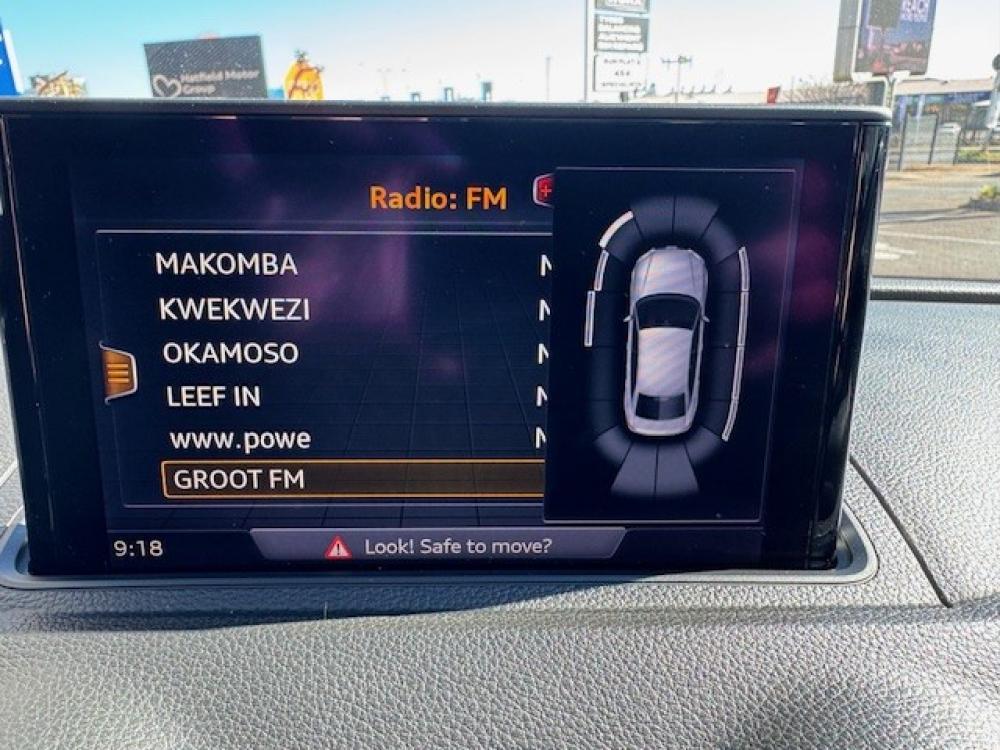 Hatfield Motor
Group
REACH
Radio: FM
MAKOMBA
KWEKWEZI
OKAMOSO
LEEF IN
www.powe
GROOT FM
9:18
Look! Safe to move?